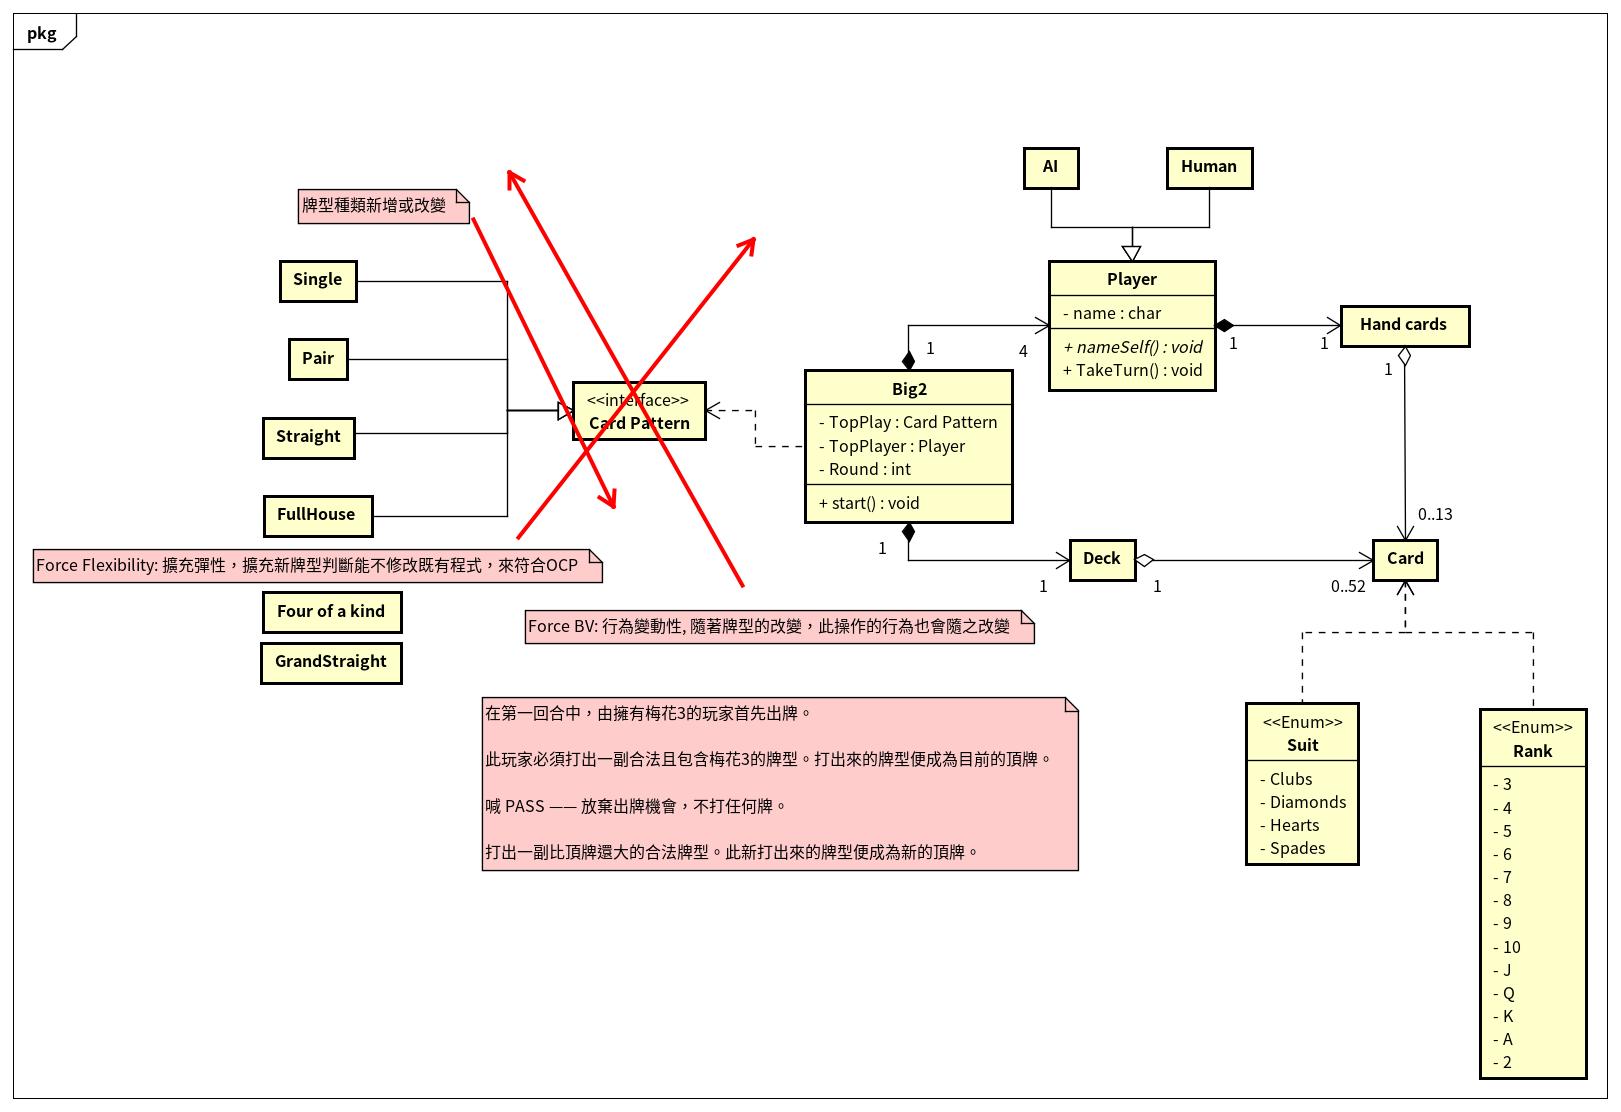 pkg
AI
Human
牌型種類新增或改變
Single
Pair
Straight
FullHouse
<<interface>>
Card Pattern
Player
- name : char
+ nameSelf() : void
+ TakeTurn() : void
1
1
Hand cards
1
0..13
1
4
Big2
- TopPlay : Card Pattern
- TopPlayer : Player
- Round : int
+ start() : void
1
1
Deck
1
0..52
Card
Force Flexibility: 擴充彈性，擴充新牌型判斷能不修改既有程式，來符合OCP
Four of a kind
GrandStraight
Force BV: 行為變動性, 隨著牌型的改變，此操作的行為也會隨之改變
在第一回合中，由擁有梅花3的玩家首先出牌。
此玩家必須打出一副合法且包含梅花3的牌型。打出來的牌型便成為目前的頂牌。
喊 PASS —— 放棄出牌機會，不打任何牌。
打出一副比頂牌還大的合法牌型。此新打出來的牌型便成為新的頂牌。
<<Enum>>
Suit
- Clubs
- Diamonds
- Hearts
- Spades
<<Enum>>
Rank
- 3
- 4
- 5
- 6
- 7
- 8
- 9
- 10
- J
- Q
- K
- A
- 2